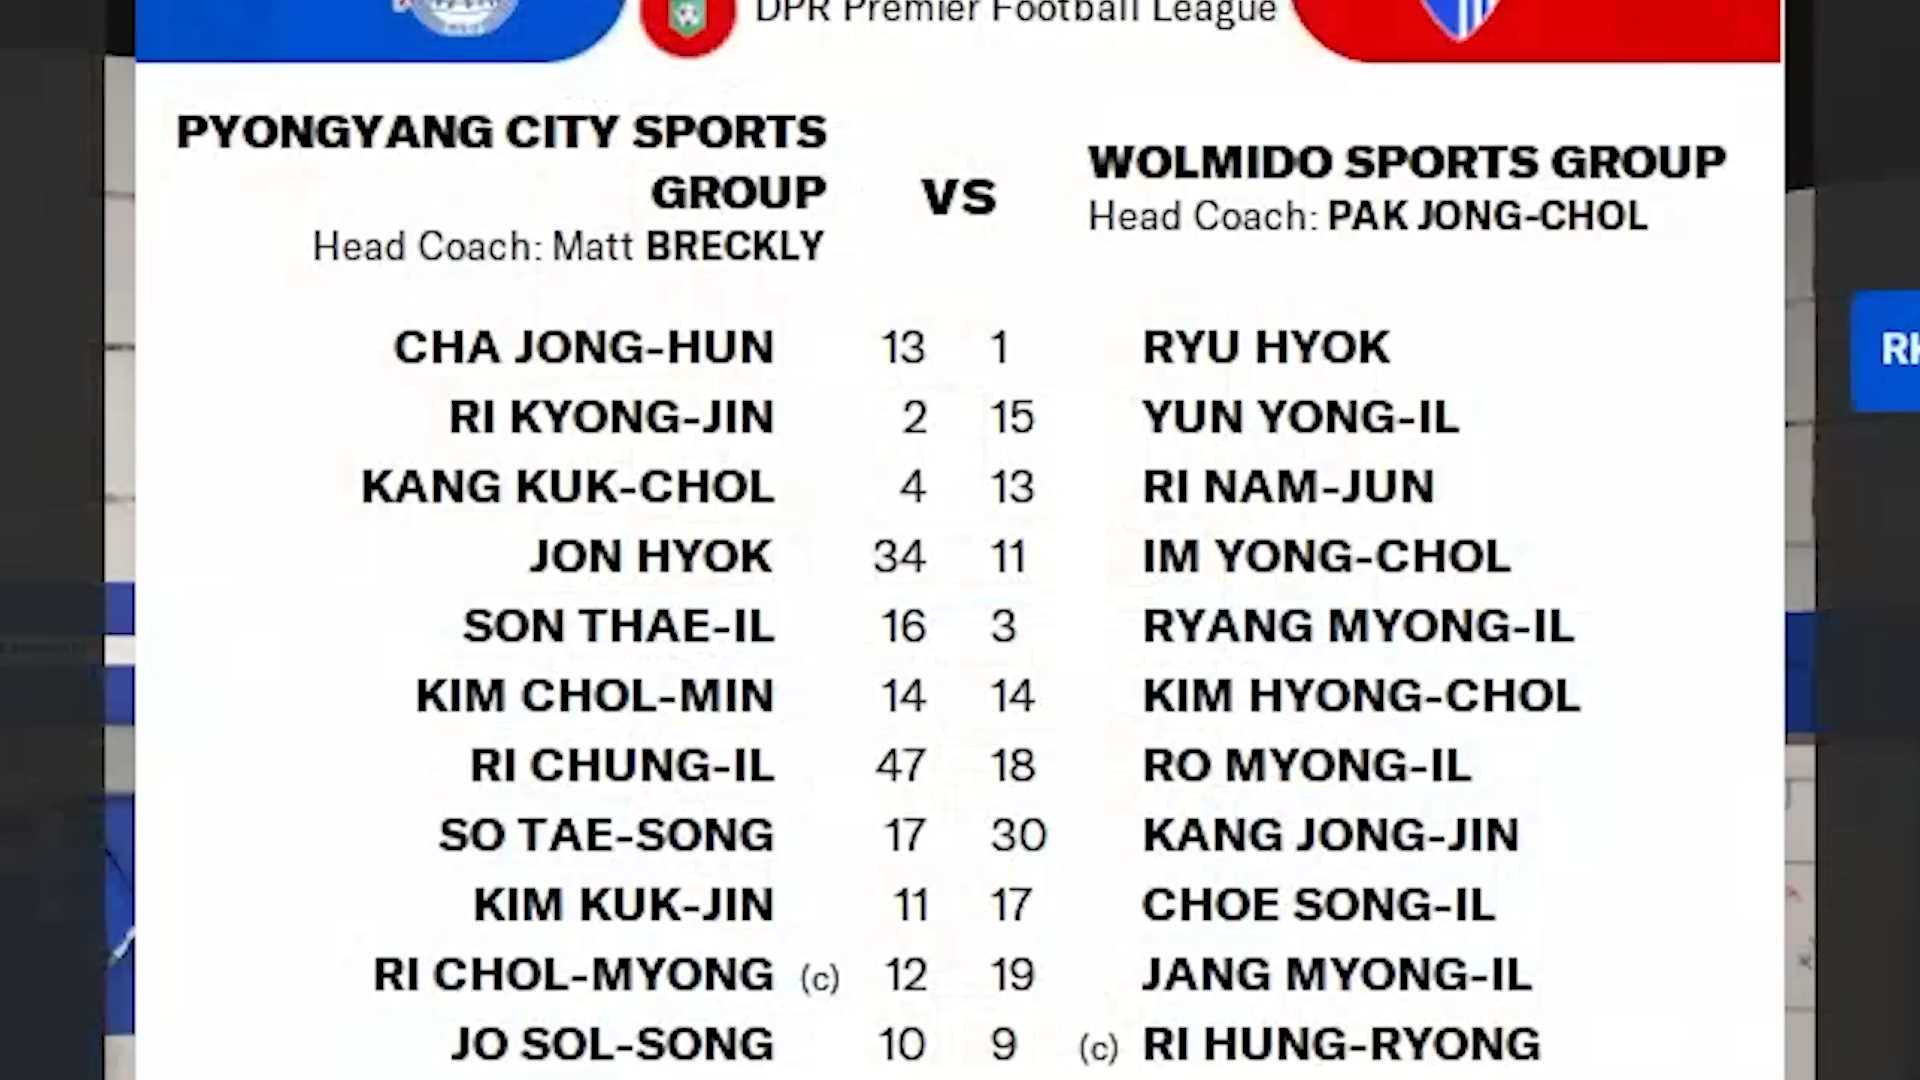 DPR Premier Football League
PYONGYANG CITY SPORTS
GROUP
Head Coach: Matt BRECKLY
VS
WOLMIDO SPORTS GROUP
Head Coach: PAK JONG-CHOL
CHA JONG-HUN 13 1 RYU HYOK
RI KYONG-JIN 2 15 YUN YONG-IL
KANG KUK-CHOL 4 13 RI NAM-JUN
JON HYOK 34 11 IM YONG-CHOL
SON THAE-IL 16 3 RYANG MYONG-IL
KIM CHOL-MIN 14 14 KIM HYONG-CHOL
RI CHUNG-IL 47 18 RO MYONG-IL
SO TAE-SONG 17 30 KANG JONG-JIN
KIM KUK-JIN 11 17 CHOE SONG-IL
RI CHOL-MYONG (c) 12 19 JANG MYONG-IL
JO SOL-SONG 10 9 (c) RI HUNG-RYONG